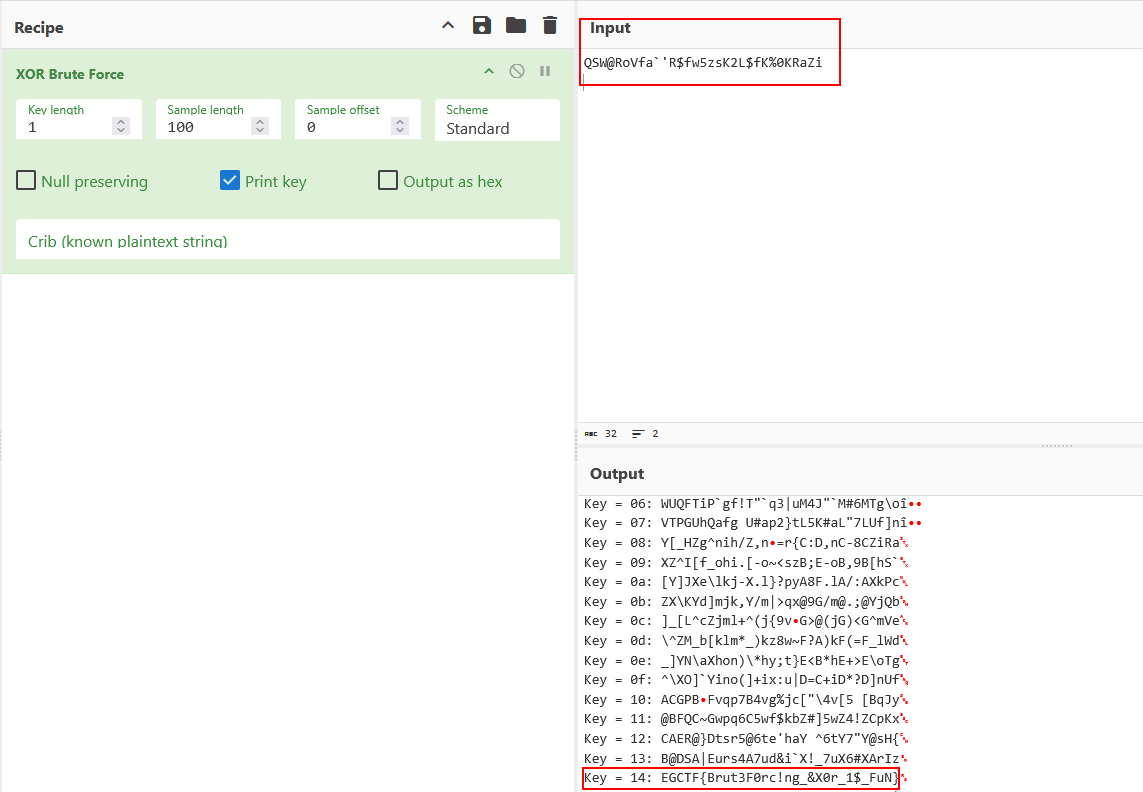 Recipe
XOR Brute Force
Key length
1
Sample length
100
Sample offset
0
Scheme
Standard
Null preserving
Print key
Output as hex
Crib (known plaintext string)
Input
QSW@RoVfa`'R$fw5zsK2L$fK%0KRaZi
ABC 32 2
Output
Key = 06: WUQFTiP`gf!T"`q3|uM4J"`M#6MTg\oî••
Key = 07: VTPGUhQafg U#ap2}tL5K#aL"7LUf]nî••
Key = 08: Y[_HZg^nih/Z,n•=r{C:D,nC-8CZiRa
Key = 09: XZ^I[f_ohi.[-o~<szB;E-oB,9B[hS`
Key = 0a: [Y]JXe\lkj-X.l}?pyA8F.lA/:AXkPc
Key = 0b: ZX\KYd]mjk,Y/m|>qx@9G/m@.;@YjQb
Key = 0c: ]_[L^cZjml+^(j{9v•G>@(jG)<G^mVe
Key = 0d: \^ZM_b[klm*_)kz8w~F?A)kF(=F_lWd
Key = 0e: _]YN\aXhon)\*hy;t}E<B*hE+>E\oTg
Key = 0f: ^\XO]`Yino(]+ix:u|D=C+iD*?D]nUf
Key = 10: ACGPB•Fvqp7B4vg%jc["\4v[5 [BqJy
Key = 11: @BFQC~Gwpq6C5wf$kbZ#]5wZ4!ZCpKx
Key = 12: CAER@}Dtsr5@6te'haY ^6tY7"Y@sH{
Key = 13: B@DSA|Eurs4A7ud&i`X!_7uX6#XArIz
Key = 14: EGCTF{Brut3F0rc!ng_&X0r_1$_FuN}